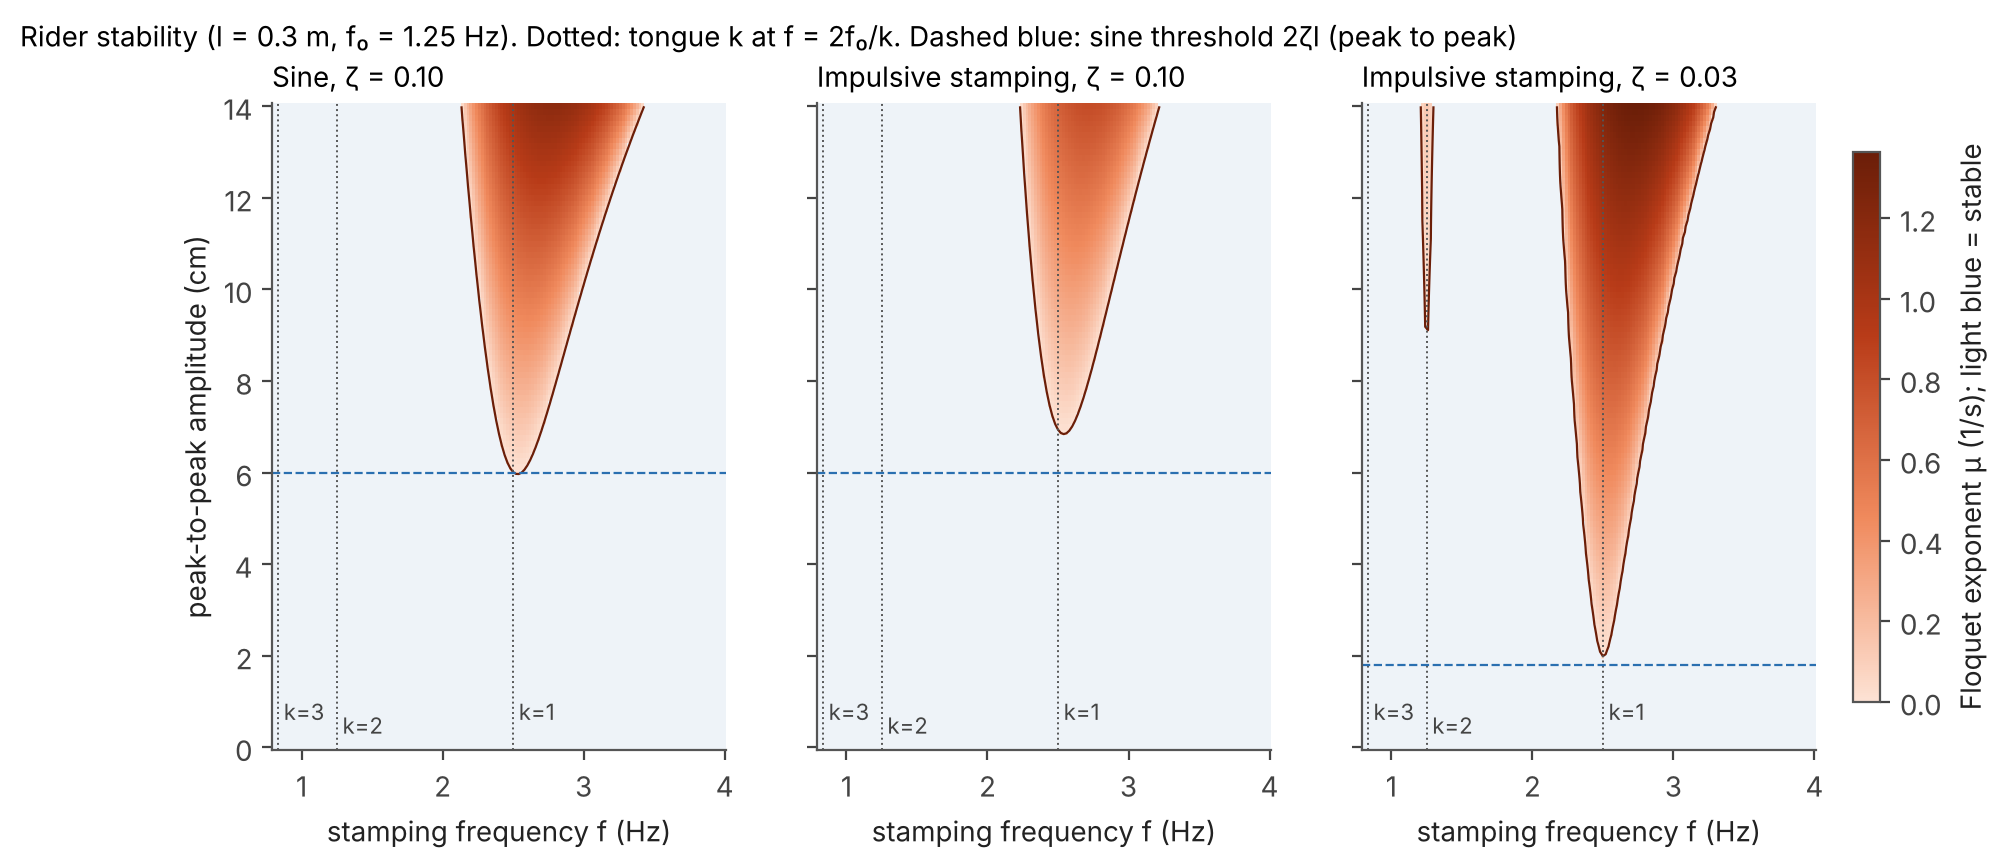 Rider stability (l = 0.3 m, f₀ = 1.25 Hz). Dotted: tongue k at f = 2f₀/k. Dashed blue: sine threshold 2ζl (peak to peak)
Sine, ζ = 0.10
Impulsive stamping, ζ = 0.10
Impulsive stamping, ζ = 0.03
peak-to-peak amplitude (cm)
14
12
10
8
6
4
2
0
k=3
k=2
k=1
k=3
k=2
k=1
k=3
k=2
k=1
1 2 3 4
1 2 3 4
1 2 3 4
stamping frequency f (Hz)
stamping frequency f (Hz)
stamping frequency f (Hz)
1.2
1.0
0.8
0.6
0.4
0.2
0.0
Floquet exponent μ (1/s); light blue = stable